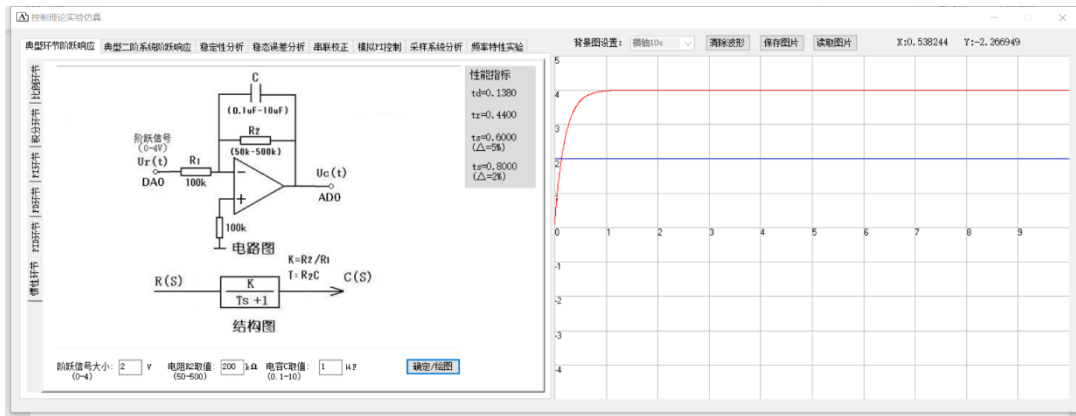 控制理论实验仿真
典型环节阶跃响应 典型二阶系统阶跃响应 稳定性分析 稳态误差分析 串联校正 模拟PI控制 采样系统分析 频率特性实验
背景图设置: 横轴10s 清除波形 保存图片 读取图片 X:0.538244 Y:-2.266949
比例环节
积分环节
PI环节
PD环节
PID环节
惯性环节
C
(0.1uF-10uF)
R2
(50k-500k)
阶跃信号
(0-4V)
Ur(t)
R1
DA0
100k
Uc(t)
AD0
100k
电路图
K=R2/R1
T=R2C
R(S)
K
Ts +1
C(S)
结构图
性能指标
td=0.1380
tr=0.4400
ts=0.6000
(△=5%)
ts=0.8000
(△=2%)
阶跃信号大小: 2 V 电阻R2取值: 200 kΩ 电容C取值: 1 μF 确定/绘图
(0-4) (50-500) (0.1-10)
5
4
3
2
0 1 2 3 4 5 6 7 8 9
-1
-2
-3
-4